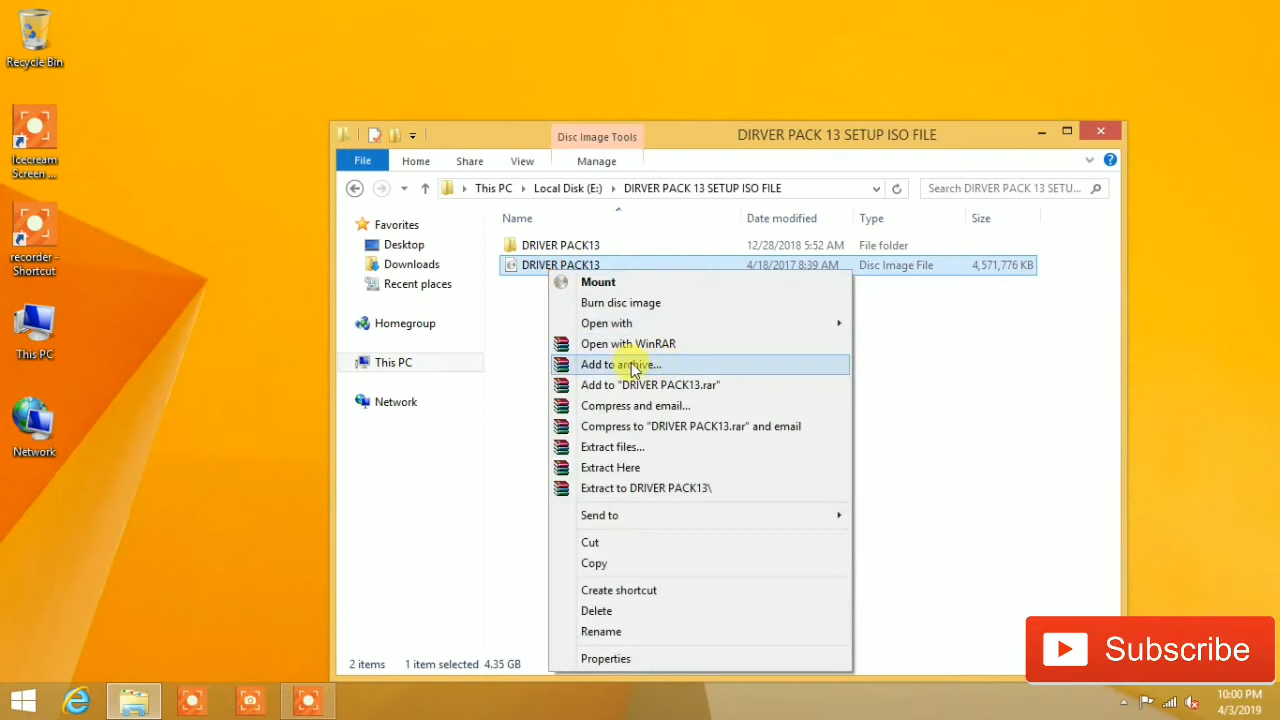 Recycle Bin
Icecream
Screen ...
recorder -
Shortcut
This PC
Network
Disc Image Tools
DIRVER PACK 13 SETUP ISO FILE
File
Home
Share
View
Manage
This PC
Local Disk (E:)
DIRVER PACK 13 SETUP ISO FILE
Search DIRVER PACK 13 SETU...
Name
Date modified
Type
Size
Favorites
Desktop
Downloads
Recent places
Homegroup
This PC
Network
DRIVER PACK13
12/28/2018 5:52 AM
File folder
DRIVER PACK13
4/18/2017 8:39 AM
Disc Image File
4,571,776 KB
Mount
Burn disc image
Open with
Open with WinRAR
Add to archive...
Add to "DRIVER PACK13.rar"
Compress and email...
Compress to "DRIVER PACK13.rar" and email
Extract files...
Extract Here
Extract to DRIVER PACK13\
Send to
Cut
Copy
Create shortcut
Delete
Rename
Properties
2 items
1 item selected 4.35 GB
Subscribe
10:00 PM
4/3/2019